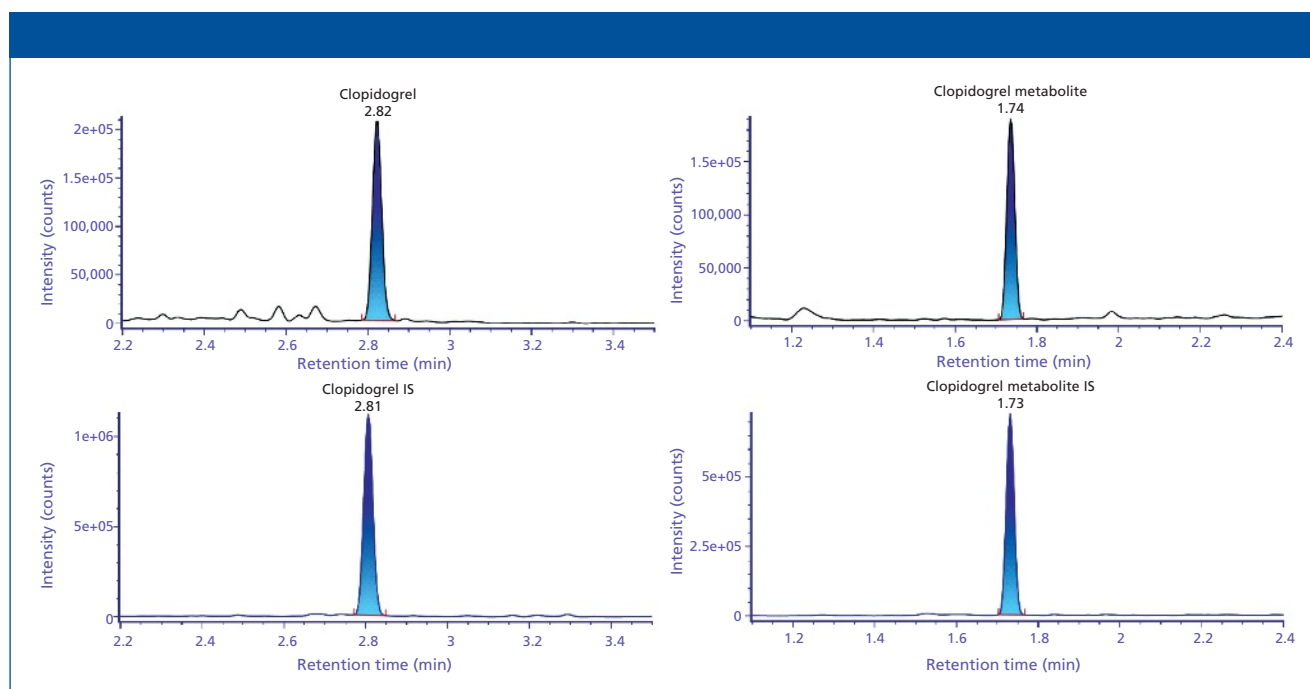 Clopidogrel
2.82
2e+05
1.5e+05
100,000
50,000
0
Intensity (counts)
2.2 2.4 2.6 2.8 3 3.2 3.4
Retention time (min)
Clopidogrel metabolite
1.74
1.5e+05
100,000
50,000
0
Intensity (counts)
1.2 1.4 1.6 1.8 2 2.2 2.4
Retention time (min)
Clopidogrel IS
2.81
1e+06
5e+05
0
Intensity (counts)
2.2 2.4 2.6 2.8 3 3.2 3.4
Retention time (min)
Clopidogrel metabolite IS
1.73
5e+05
2.5e+05
0
Intensity (counts)
1.2 1.4 1.6 1.8 2 2.2 2.4
Retention time (min)